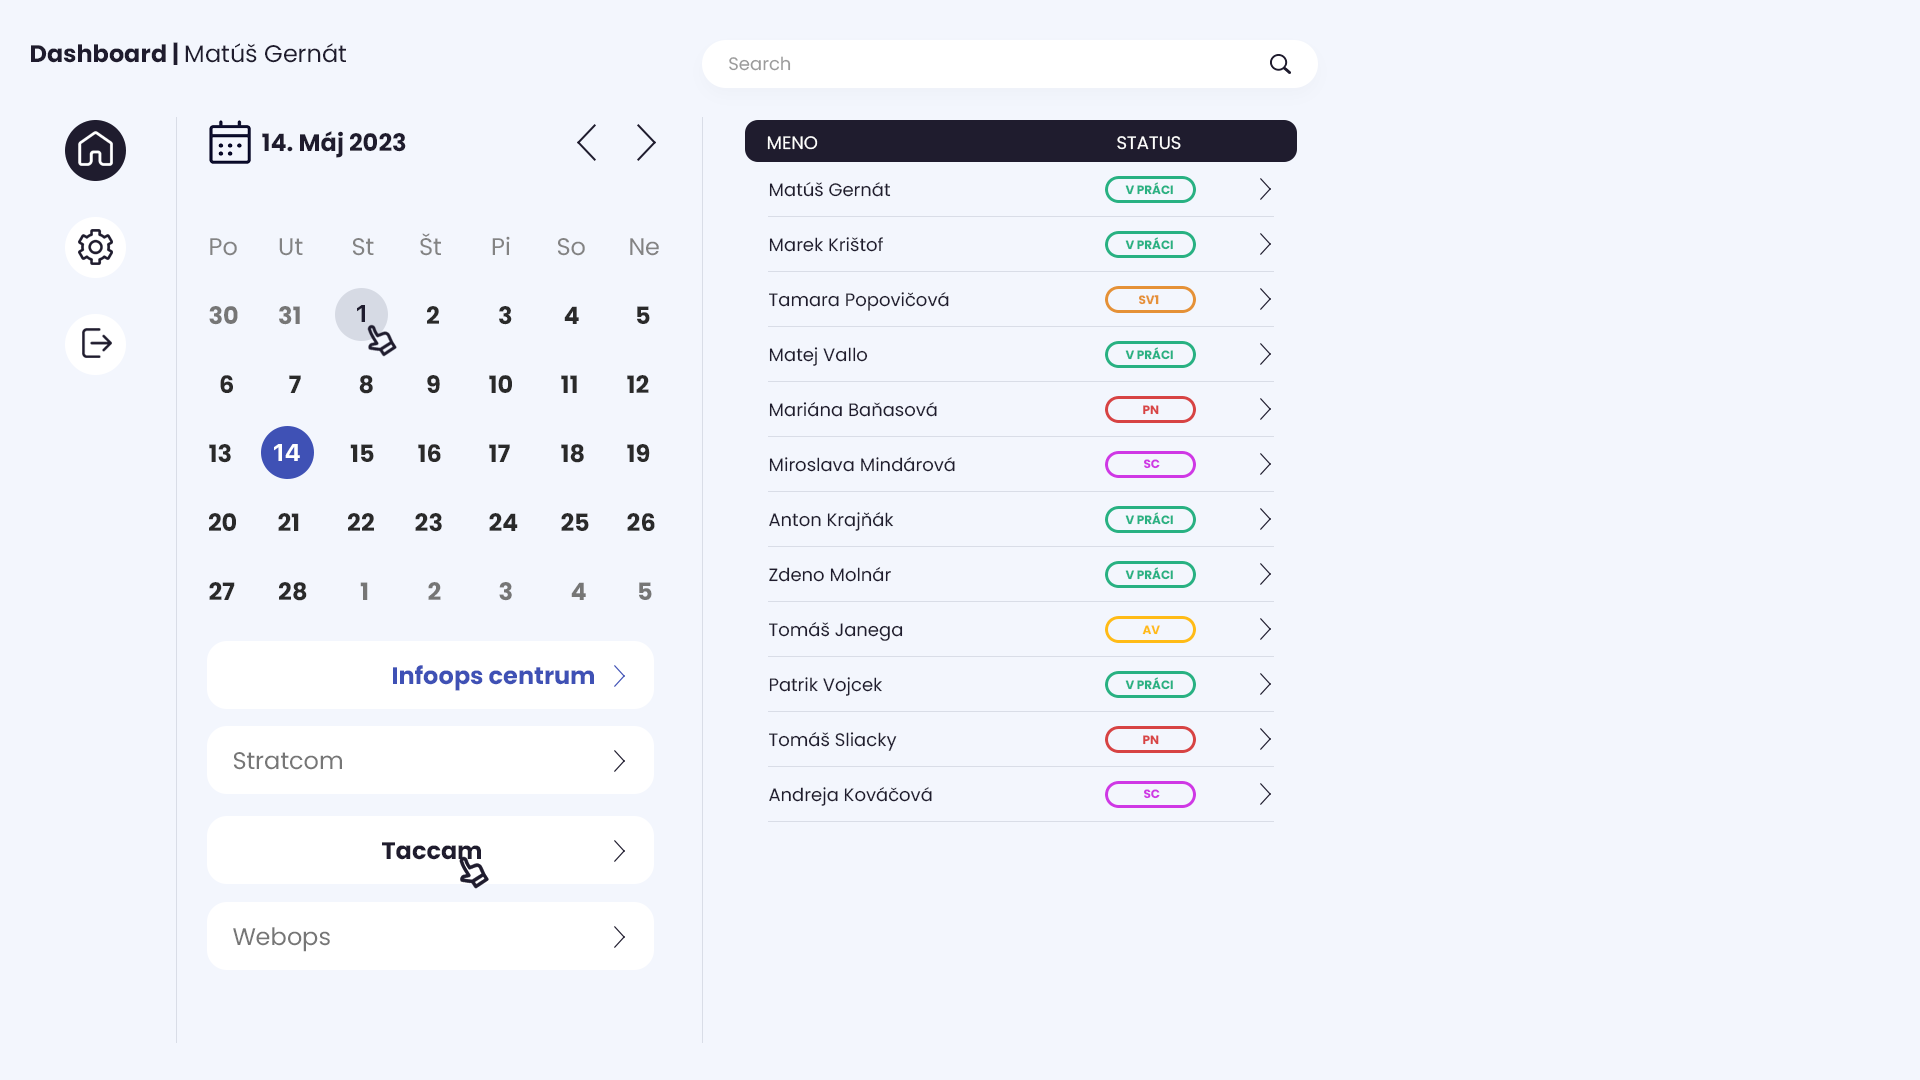 Dashboard | Matúš Gernát
Search
14. Máj 2023
Po Ut St Št Pi So Ne
30 31 1 2 3 4 5
6 7 8 9 10 11 12
13 14 15 16 17 18 19
20 21 22 23 24 25 26
27 28 1 2 3 4 5
Infoops centrum
Stratcom
Taccam
Webops
MENO STATUS
Matúš Gernát V PRÁCI
Marek Krištof V PRÁCI
Tamara Popovičová SV1
Matej Vallo V PRÁCI
Mariána Baňasová PN
Miroslava Mindárová SC
Anton Krajňák V PRÁCI
Zdeno Molnár V PRÁCI
Tomáš Janega AV
Patrik Vojcek V PRÁCI
Tomáš Sliacky PN
Andreja Kováčová SC